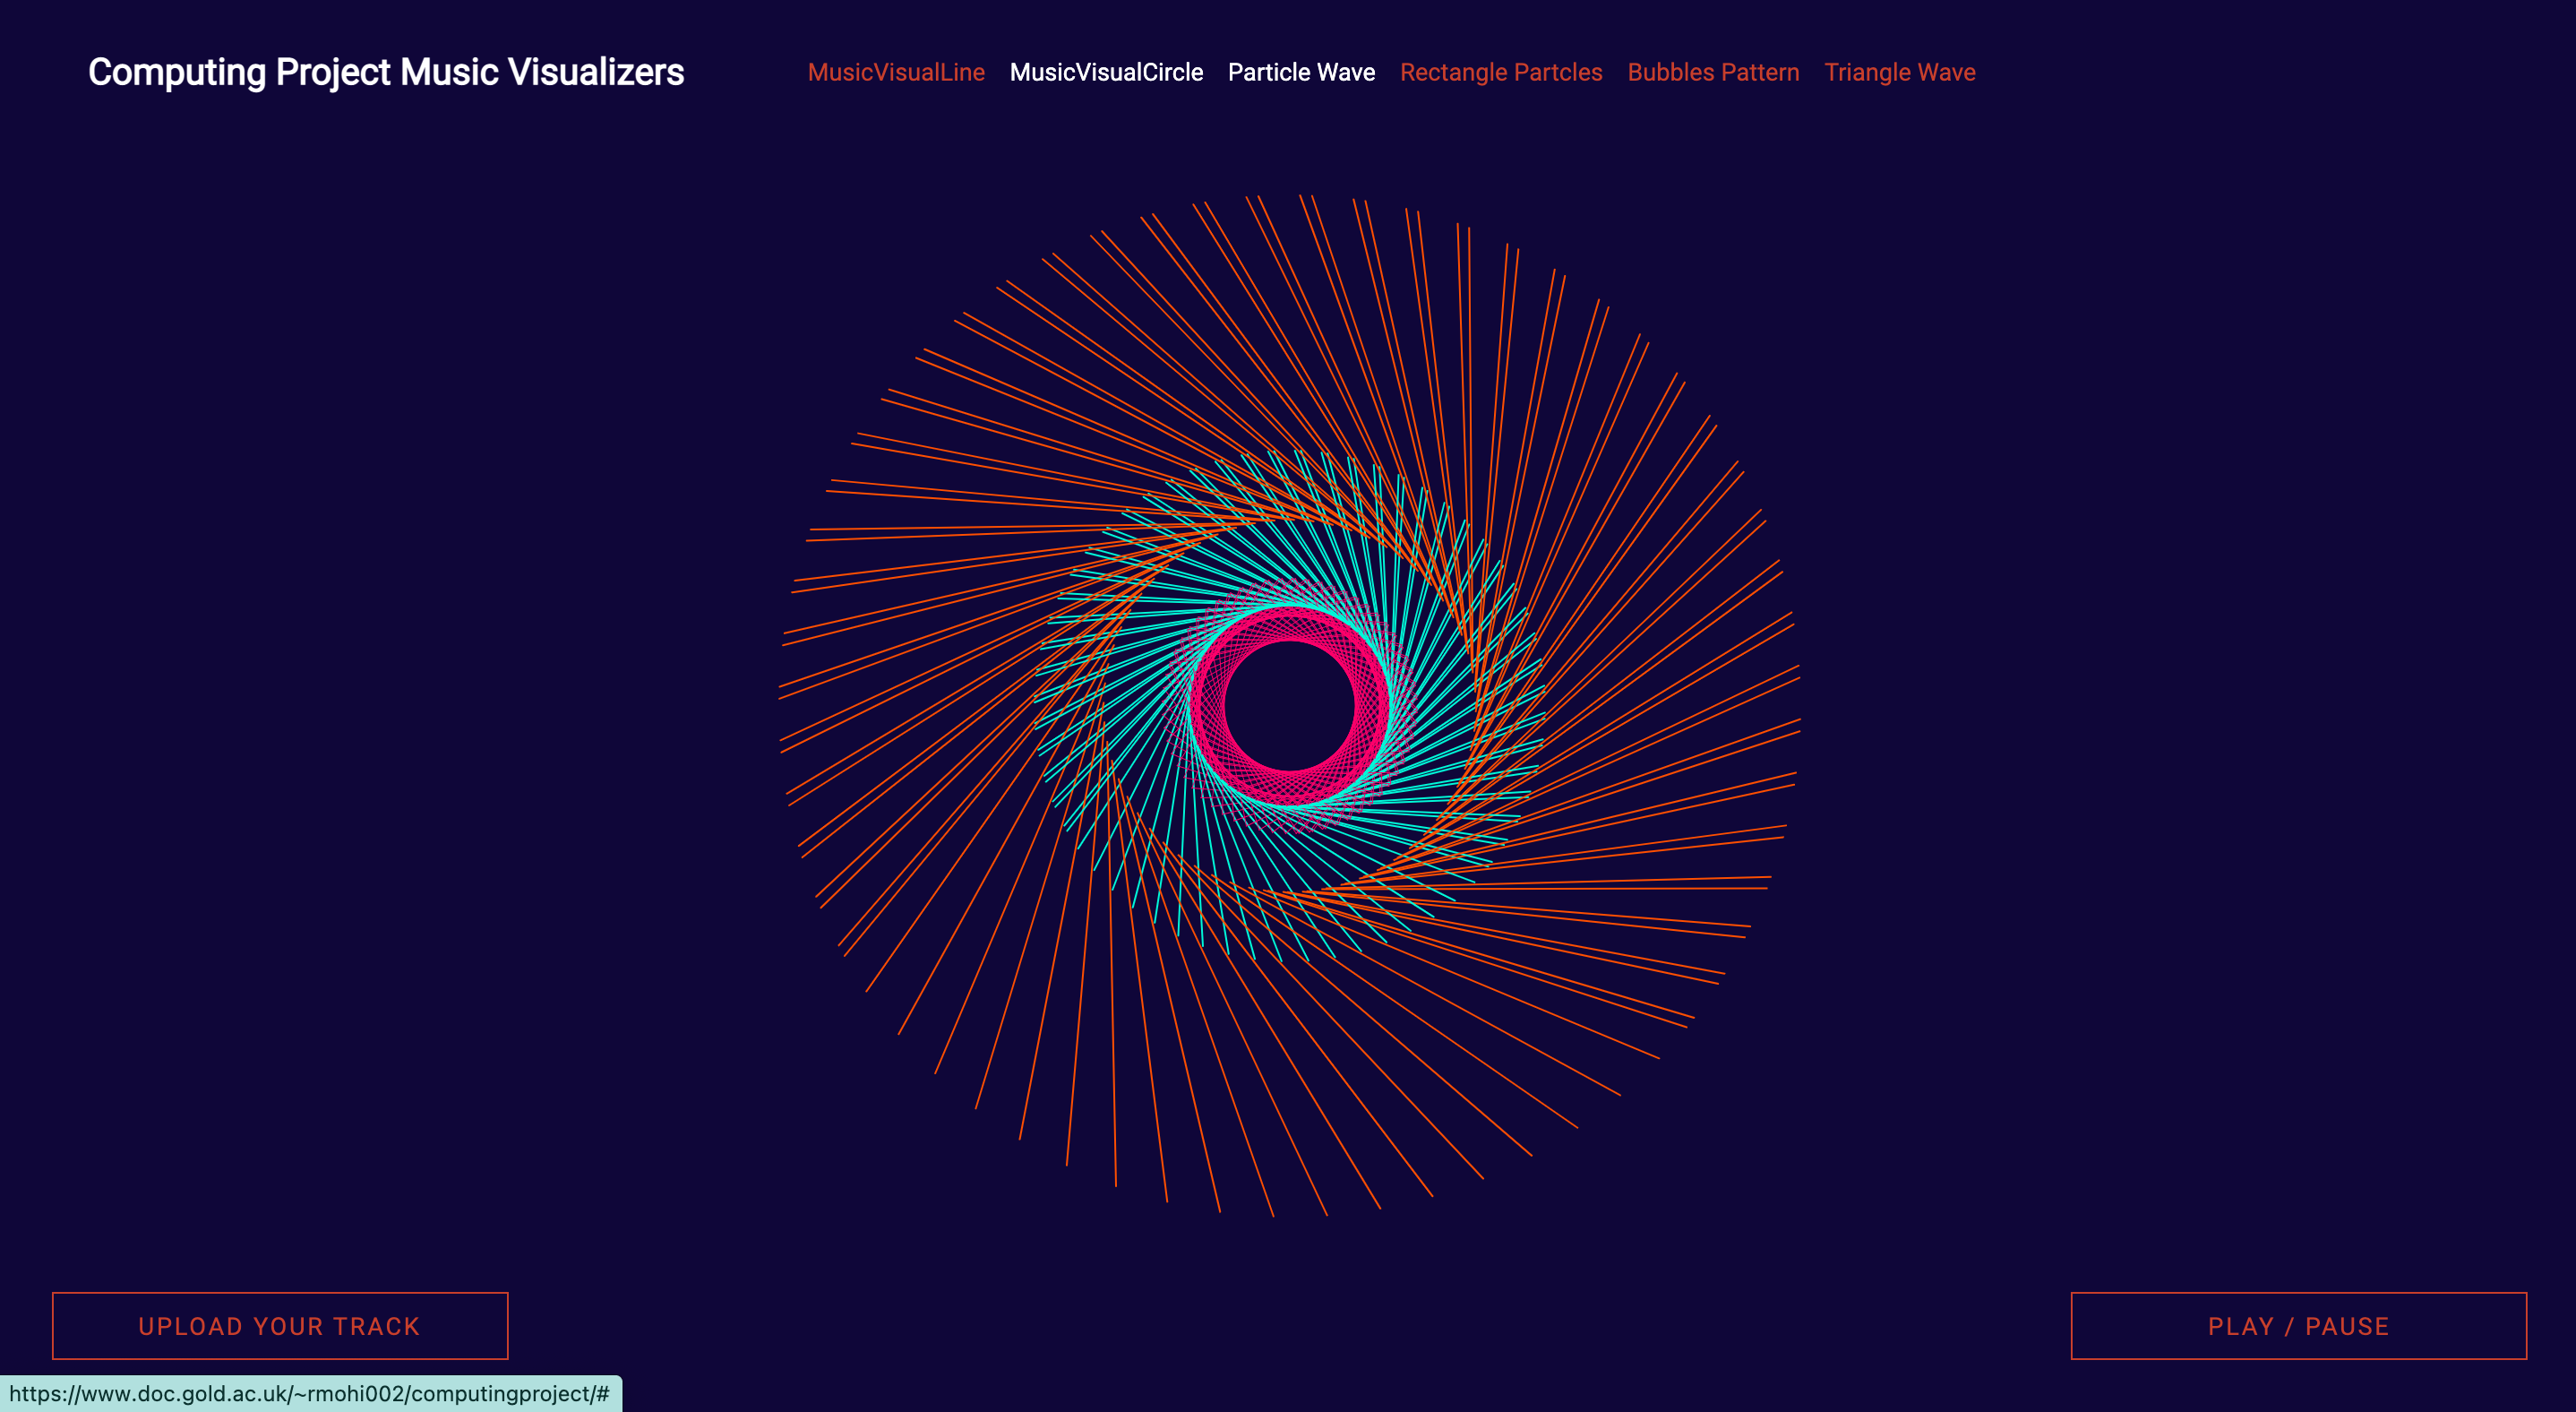 Computing Project Music Visualizers
MusicVisualLine MusicVisualCircle Particle Wave Rectangle Partcles Bubbles Pattern Triangle Wave
UPLOAD YOUR TRACK
PLAY / PAUSE
https://www.doc.gold.ac.uk/~rmohi002/computingproject/#